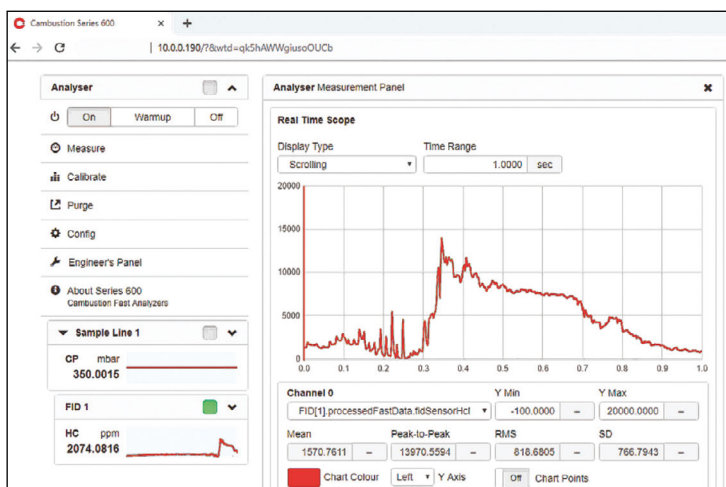 Cambustion Series 600
10.0.0.190/?&wtd=qk5hAWWgiusoOUCb
Analyser
On Warmup Off
Measure
Calibrate
Purge
Config
Engineer's Panel
About Series 600
Cambustion Fast Analyzers
Sample Line 1
CP mbar
350.0015
FID 1
HC ppm
2074.0816
Analyser Measurement Panel
Real Time Scope
Display Type Time Range
Scrolling 1.0000 sec
20000
15000
10000
5000
0
0.0 0.1 0.2 0.3 0.4 0.5 0.6 0.7 0.8 0.9 1.0
Channel 0 Y Min Y Max
FID[1].processedFastData.fidSensorHcl -100.0000 – 20000.0000 –
Mean Peak-to-Peak RMS SD
1570.7611 – 13970.5594 – 818.6805 – 766.7943 –
Chart Colour Left Y Axis Off Chart Points